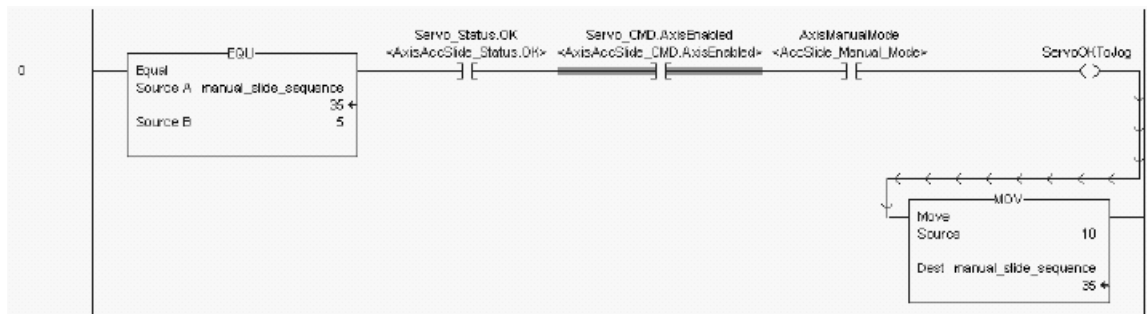 Servo_Status.OK Servo_CMD.AxisEnabled AxisManualMode
EQU <AxisAccSlide_Status.OK> <AxisAccSlide_CMD.AxisEnabled> <AccSlide_Manual_Mode> ServoOKToJog
0 Equal
Source A manual_slide_sequence
35
Source B 5
MOV
Move
Source 10
Dest manual_slide_sequence
35